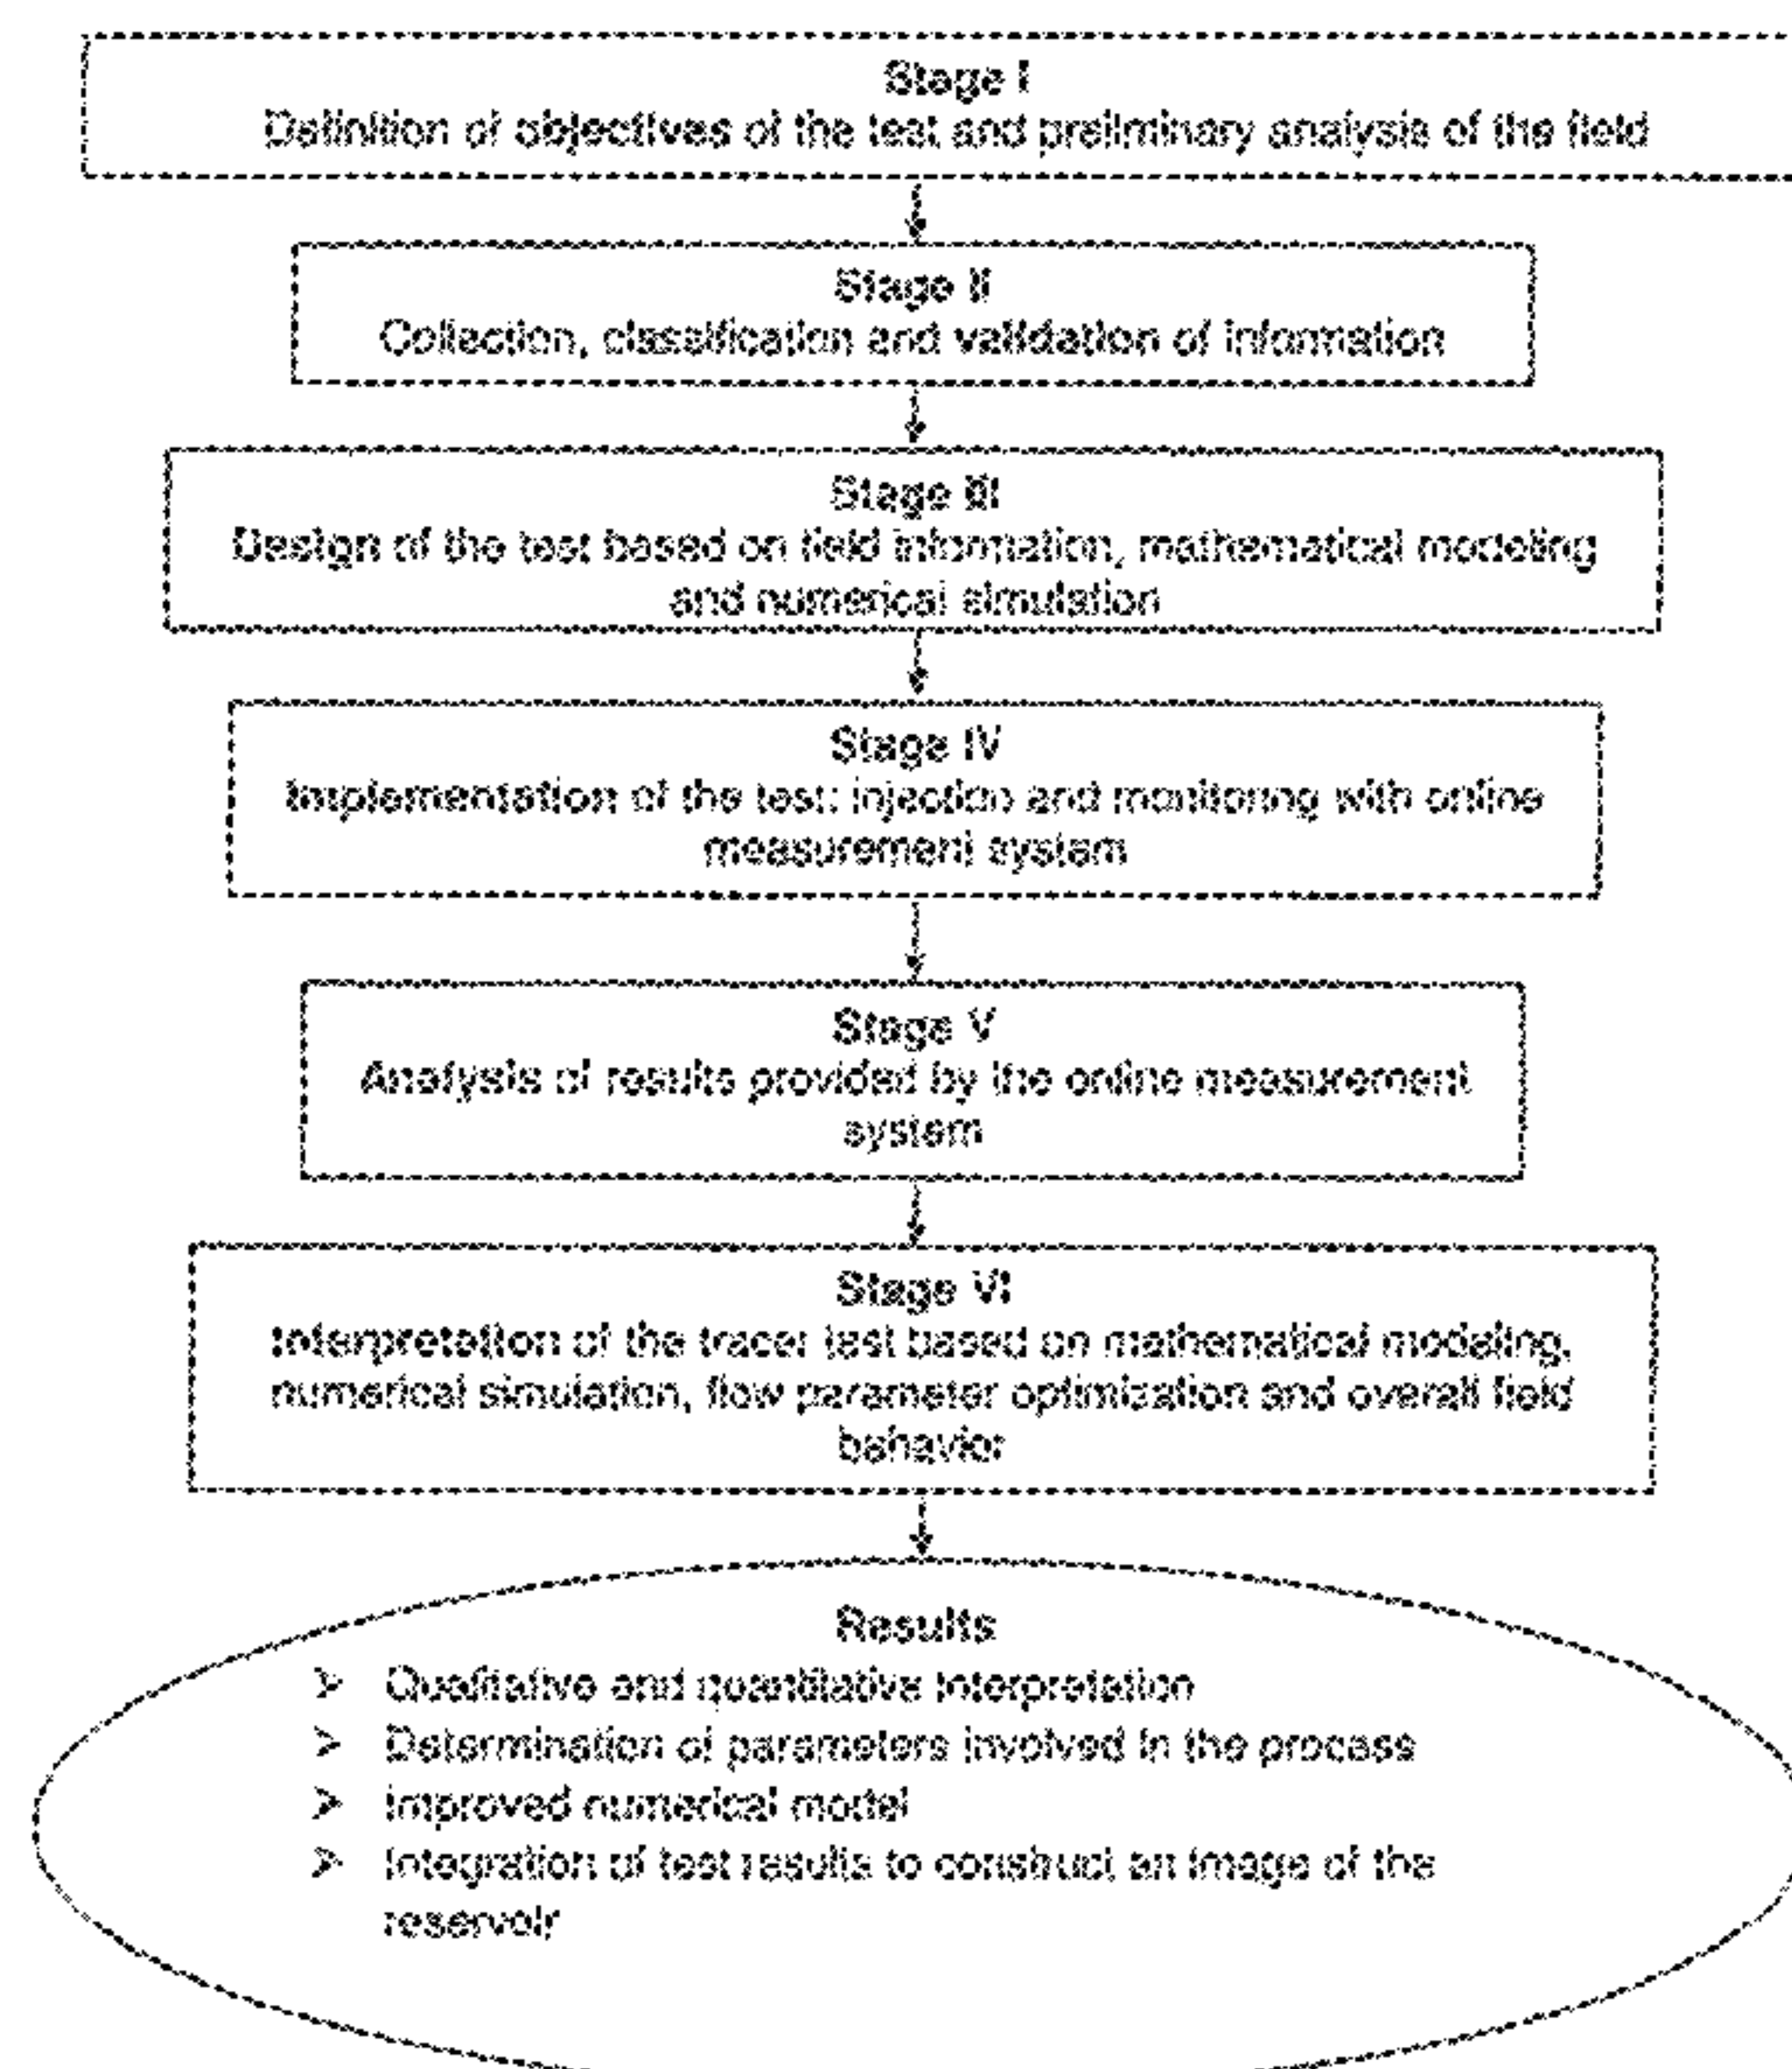 Stage I
Definition of objectives of the test and preliminary analysis of the field
Stage II
Collection, classification and validation of information
Stage III
Design of the test based on field information, mathematical modeling
and numerical simulation
Stage IV
Implementation of the test: injection and monitoring with online
measurement system
Stage V
Analysis of results provided by the online measurement
system
Stage VI
Interpretation of the tracer test based on mathematical modeling,
numerical simulation, flow parameter optimization and overall field
behavior
Results
➢ Qualitative and quantitative interpretation
➢ Determination of parameters involved in the process
➢ Improved numerical model
➢ Integration of test results to construct an image of the
reservoir